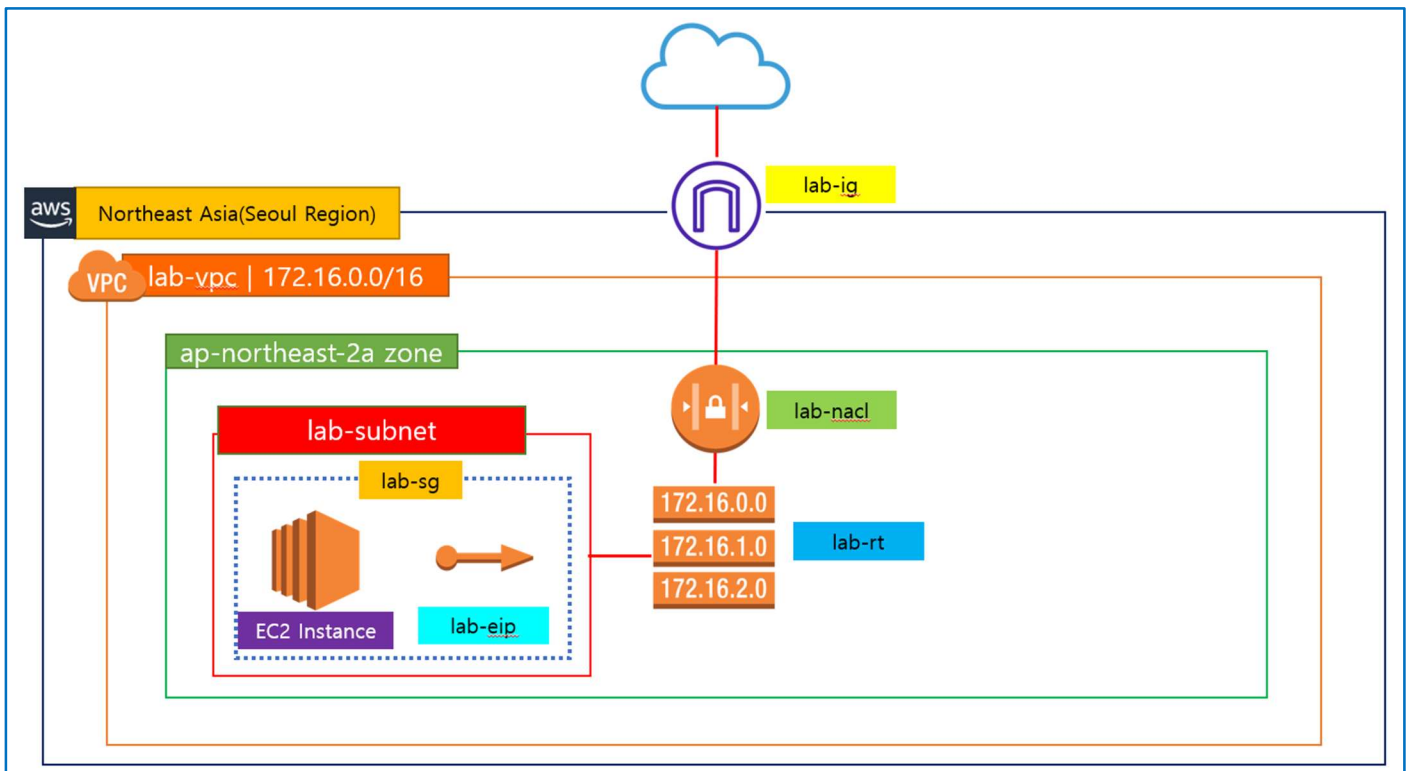 lab-ig
aws
Northeast Asia(Seoul Region)
VPC
lab-vpc | 172.16.0.0/16
ap-northeast-2a zone
lab-nacl
lab-subnet
lab-sg
172.16.0.0
172.16.1.0
172.16.2.0
lab-rt
EC2 Instance
lab-eip